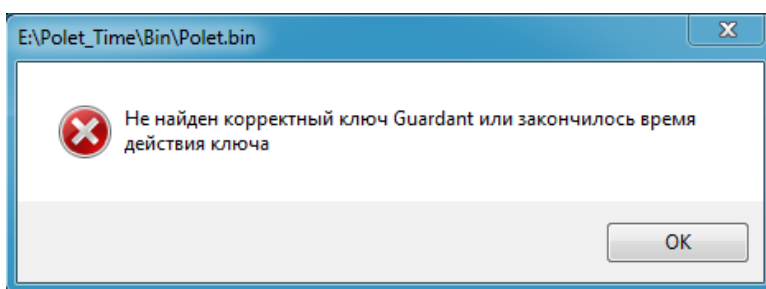 E:\Polet_Time\Bin\Polet.bin
Не найден корректный ключ Guardant или закончилось время
действия ключа
OK